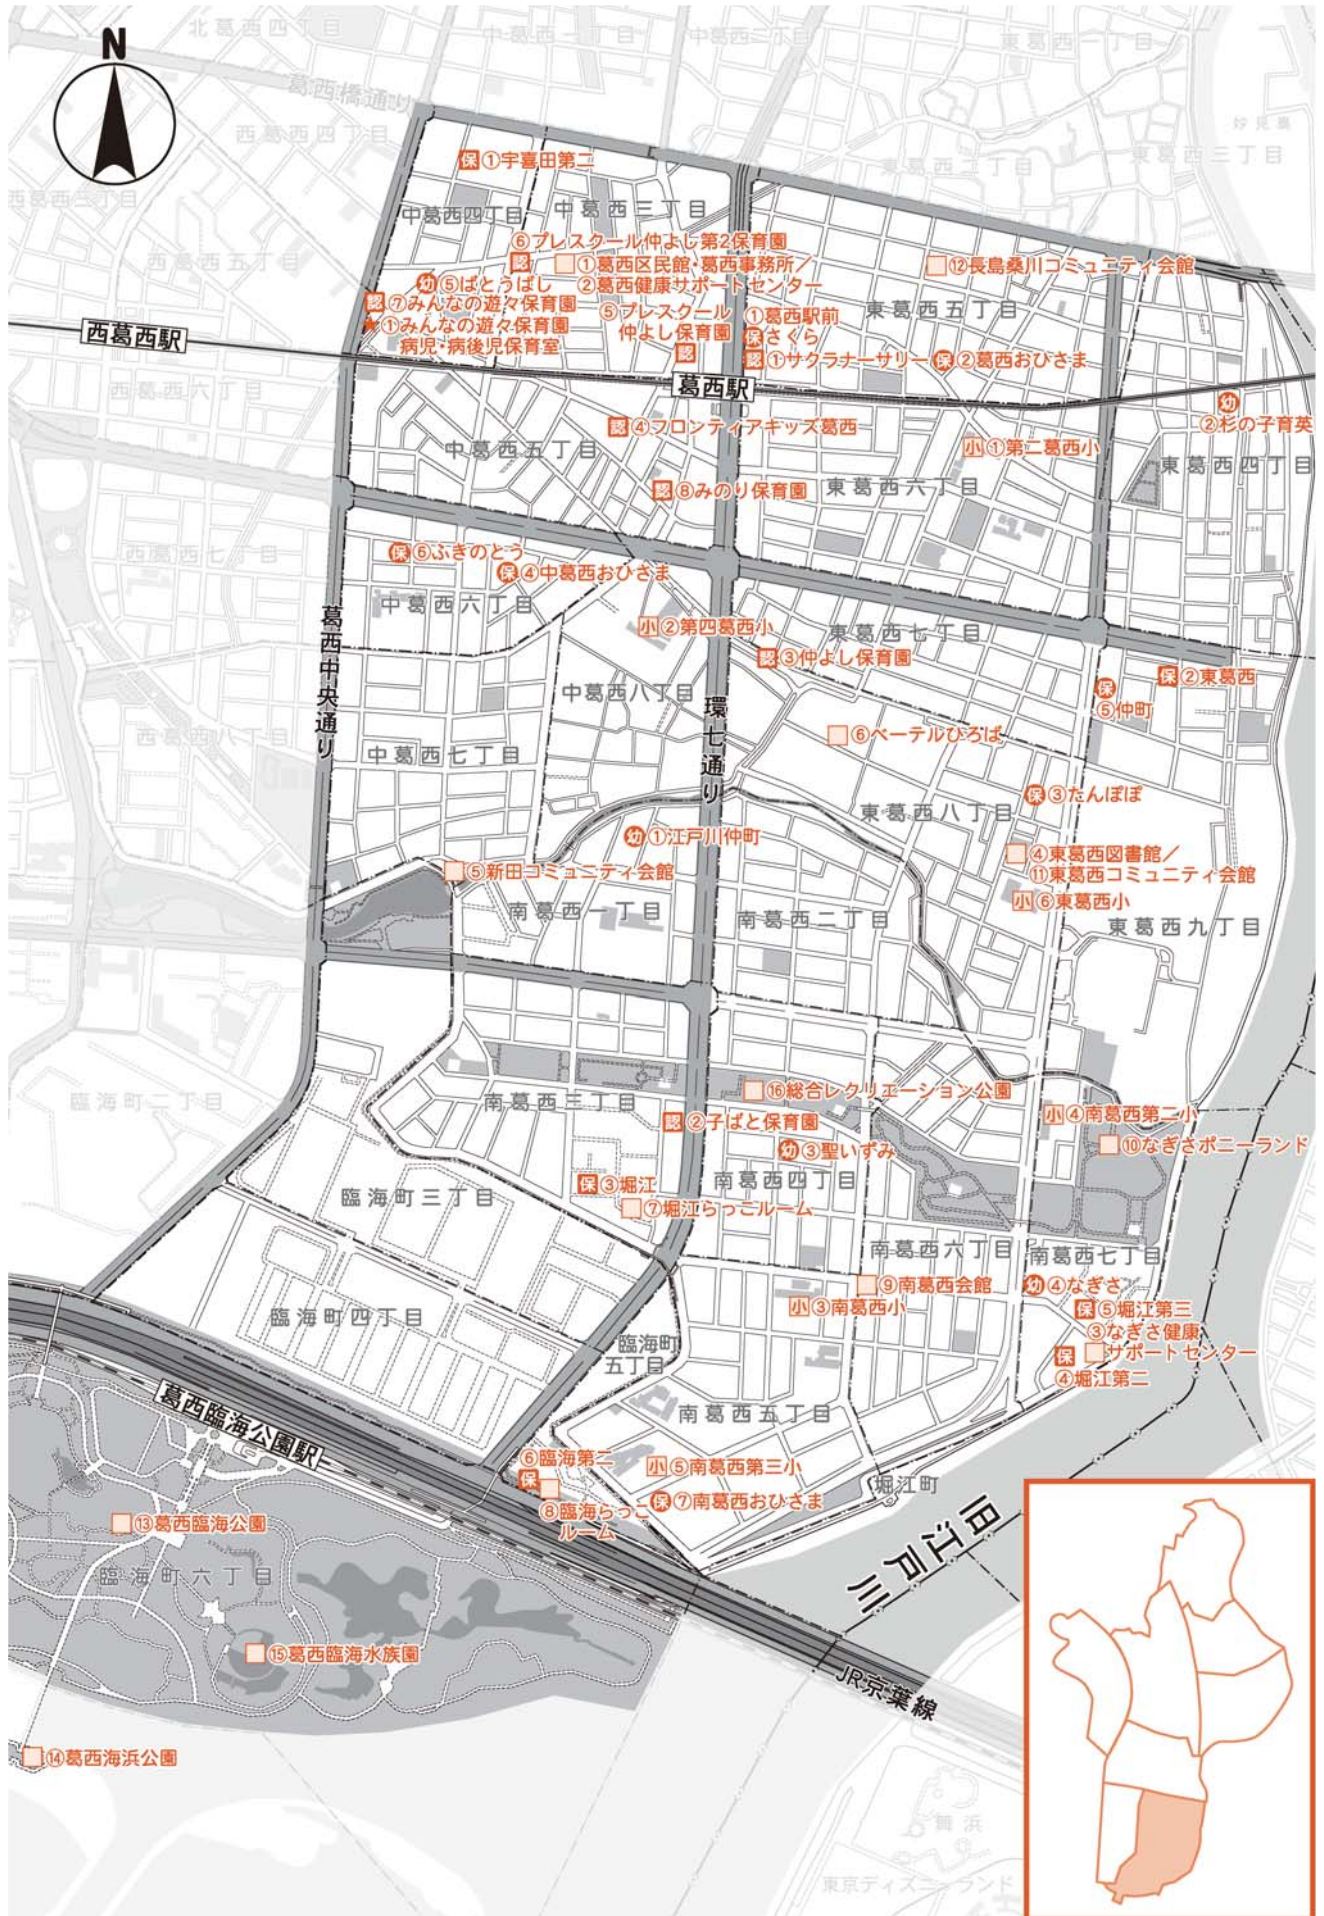 北葛西四丁目
中葛西一丁目
中葛西二丁目
東葛西一丁目
N
葛西橋通り
西葛西四丁目
妙見島
東葛西二丁目
東葛西三丁目
保①宇喜田第二
西葛西三丁目
中葛西四丁目
中葛西三丁目
西葛西五丁目
⑥プレスクール仲よし第2保育園
認
①葛西区民館・葛西事務所/
②葛西健康サポートセンター
⑫長島桑川コミュニティ会館
幼⑤ばとうばし
認⑦みんなの遊々保育園
★①みんなの遊々保育園
病児・病後児保育室
⑤プレスクール
仲よし保育園
認
①葛西駅前
保さくら
東葛西五丁目
認①サクラナーサリー
保②葛西おひさま
西葛西駅
西葛西六丁目
葛西駅
幼
②杉の子育英
認④フロンティアキッズ葛西
中葛西五丁目
小①第二葛西小
東葛西四丁目
認⑧みのり保育園
東葛西六丁目
西葛西七丁目
保⑥ふきのとう
保④中葛西おひさま
中葛西六丁目
葛西中央通り
小②第四葛西小
東葛西七丁目
認③仲よし保育園
保②東葛西
中葛西八丁目
保
⑤仲町
環七通り
西葛西八丁目
中葛西七丁目
⑥ベーテルひろば
保③たんぽぽ
東葛西八丁目
幼①江戸川仲町
④東葛西図書館/
⑪東葛西コミュニティ会館
⑤新田コミュニティ会館
小⑥東葛西小
南葛西一丁目
南葛西二丁目
東葛西九丁目
臨海町二丁目
⑯総合レクリエーション公園
南葛西三丁目
認②子ばと保育園
小④南葛西第二小
幼③聖いずみ
⑩なぎさポニーランド
保③堀江
南葛西四丁目
臨海町三丁目
⑦堀江らっこルーム
南葛西六丁目
南葛西七丁目
⑨南葛西会館
幼④なぎさ
小③南葛西小
保⑤堀江第三
臨海町四丁目
③なぎさ健康
サポートセンター
臨海町
五丁目
保
④堀江第二
葛西臨海公園駅
南葛西五丁目
⑥臨海第二
保
小⑤南葛西第三小
堀江町
⑧臨海らっこ
ルーム
保⑦南葛西おひさま
旧江戸川
⑬葛西臨海公園
臨海町六丁目
⑮葛西臨海水族園
JR京葉線
⑭葛西海浜公園
舞浜
東京ディズニーランド